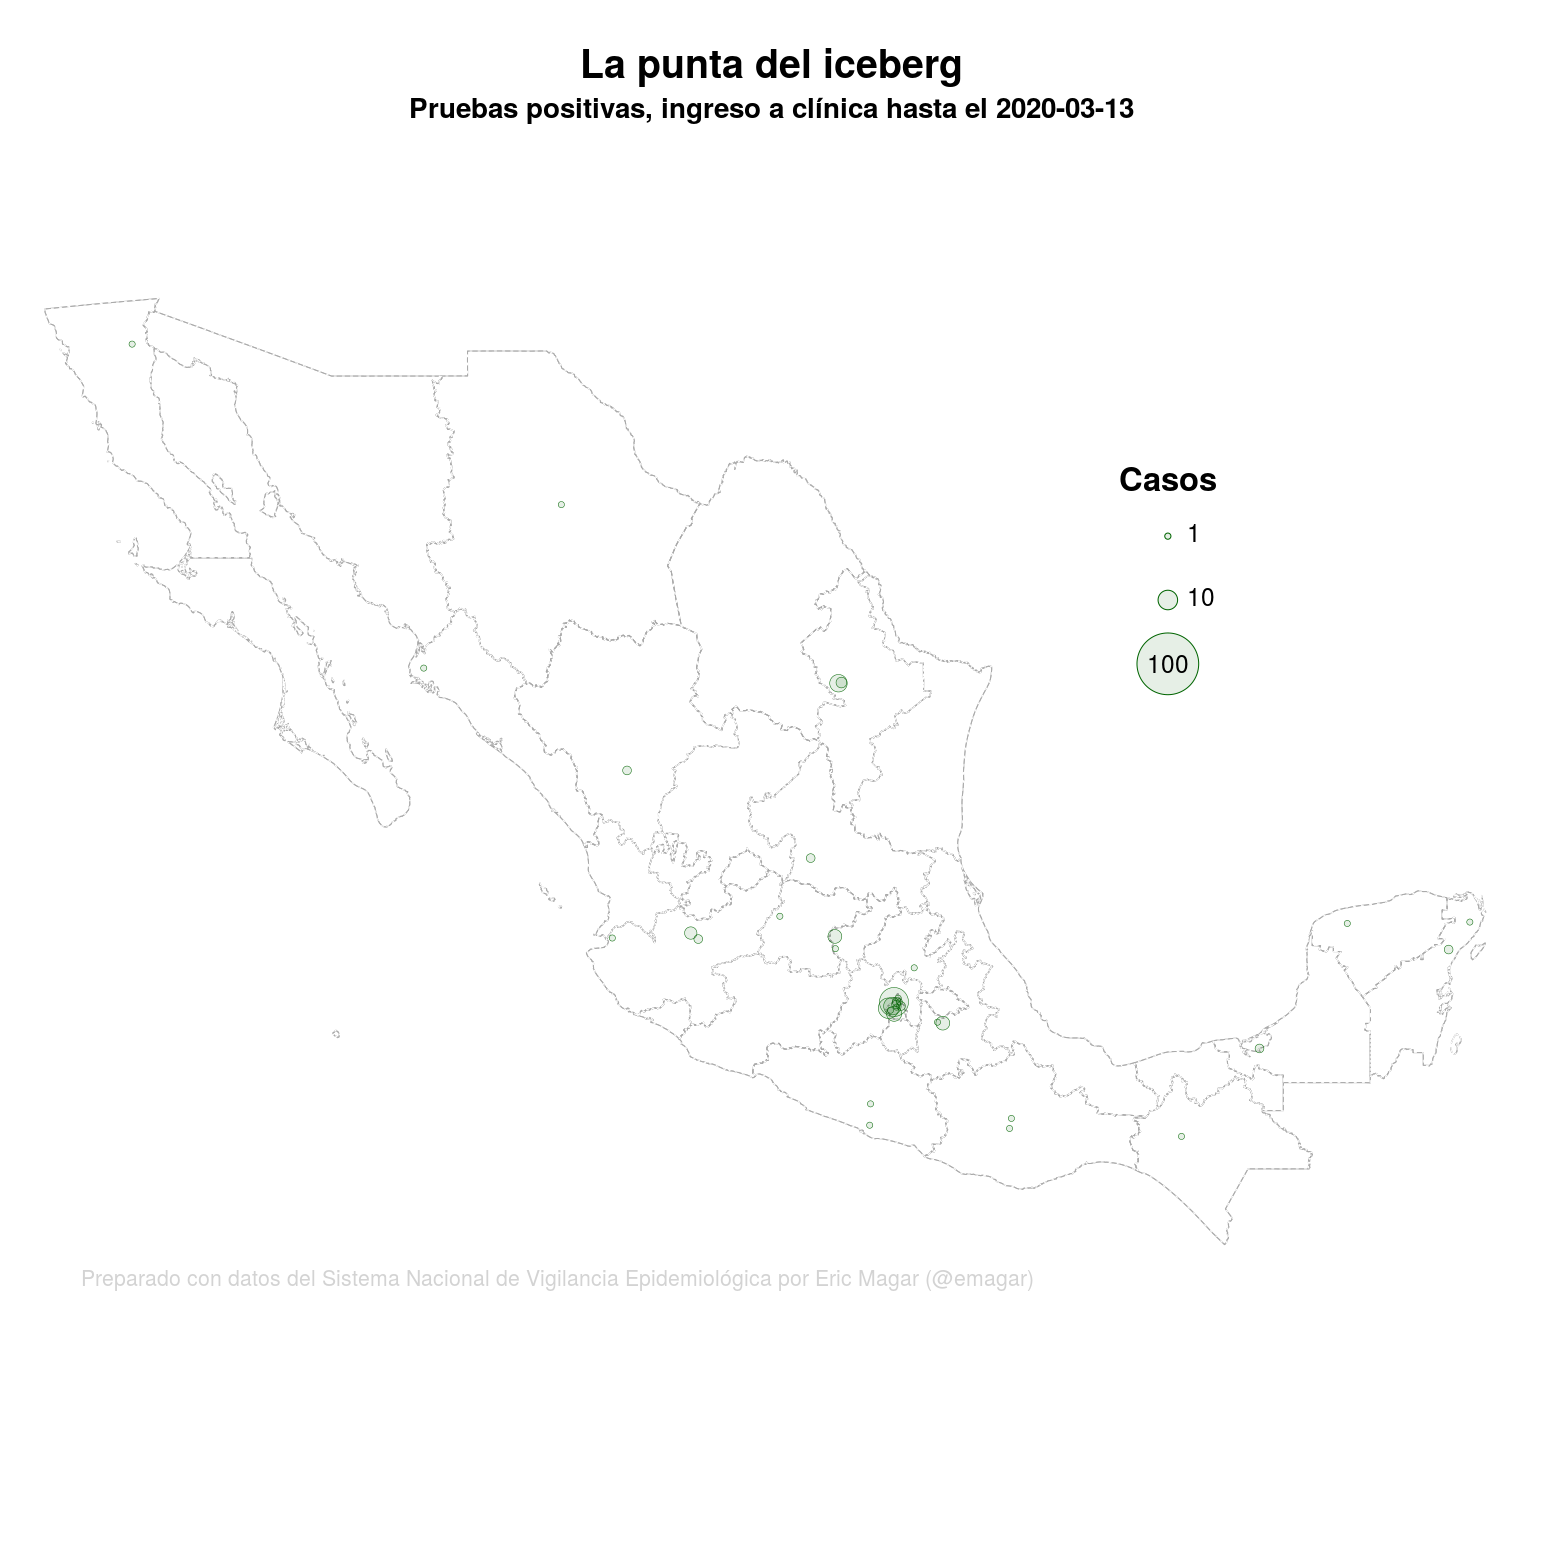 La punta del iceberg
Pruebas positivas, ingreso a clínica hasta el 2020-03-13
Casos
1
10
100
Preparado con datos del Sistema Nacional de Vigilancia Epidemiológica por Eric Magar (@emagar)